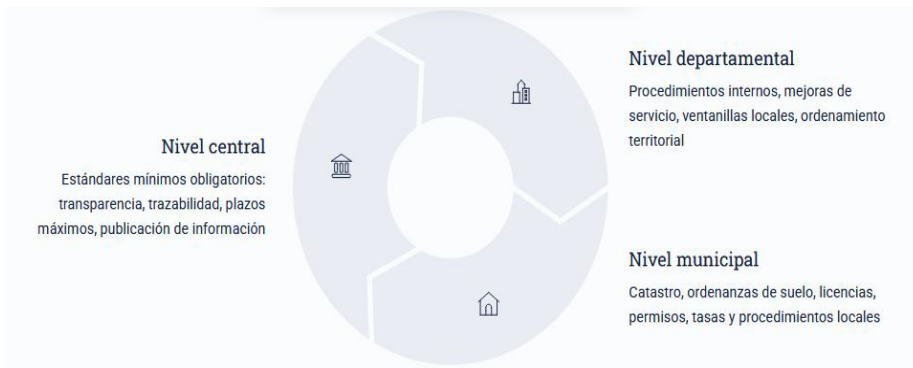 Nivel central
Estándares mínimos obligatorios:
transparencia, trazabilidad, plazos
máximos, publicación de información
Nivel departamental
Procedimientos internos, mejoras de
servicio, ventanillas locales, ordenamiento
territorial
Nivel municipal
Catastro, ordenanzas de suelo, licencias,
permisos, tasas y procedimientos locales